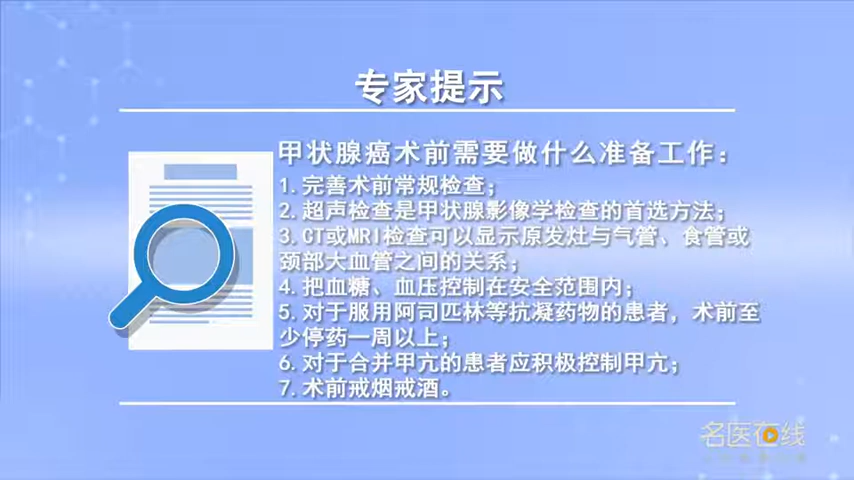 专家提示
甲状腺癌术前需要做什么准备工作：
1.完善术前常规检查；
2.超声检查是甲状腺影像学检查的首选方法；
3.CT或MRI检查可以显示原发灶与气管、食管或
颈部大血管之间的关系；
4.把血糖、血压控制在安全范围内；
5.对于服用阿司匹林等抗凝药物的患者，术前至
少停药一周以上；
6.对于合并甲亢的患者应积极控制甲亢；
7.术前戒烟戒酒。
名医在线